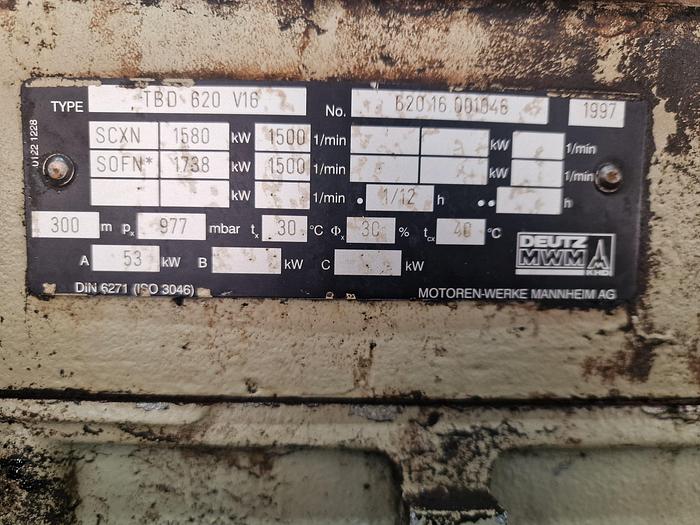 TYPE TBD 620 V16 No. 620 16 001046 1997
SCXN 1580 kW 1500 1/min kW 1/min
SOFN* 1738 kW 1500 1/min kW 1/min
kW 1/min • 1/12 h •• h
300 m pₓ 977 mbar tₓ 30 °C Φₓ 30 % t꜀ₓ 40 °C
A 53 kW B kW C kW
DEUTZ
MWM
KHD
DIN 6271 (ISO 3046) MOTOREN-WERKE MANNHEIM AG
0122 1228